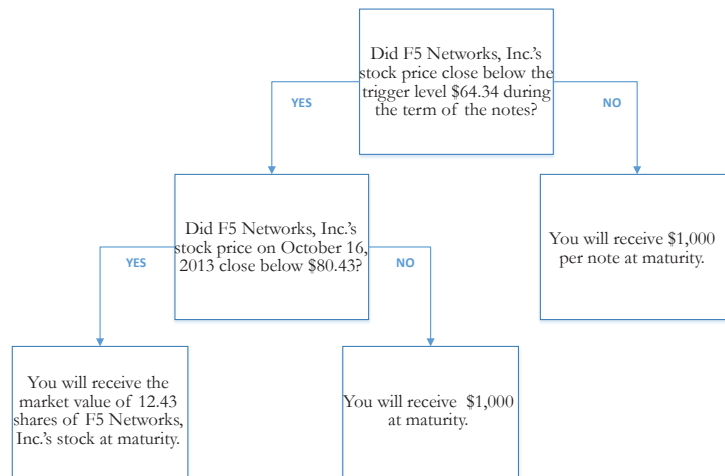 Did F5 Networks, Inc.'s
stock price close below the
trigger level $64.34 during
the term of the notes?
YES
NO
Did F5 Networks, Inc.'s
stock price on October 16,
2013 close below $80.43?
You will receive $1,000
per note at maturity.
YES
NO
You will receive the
market value of 12.43
shares of F5 Networks,
Inc.'s stock at maturity.
You will receive $1,000
at maturity.